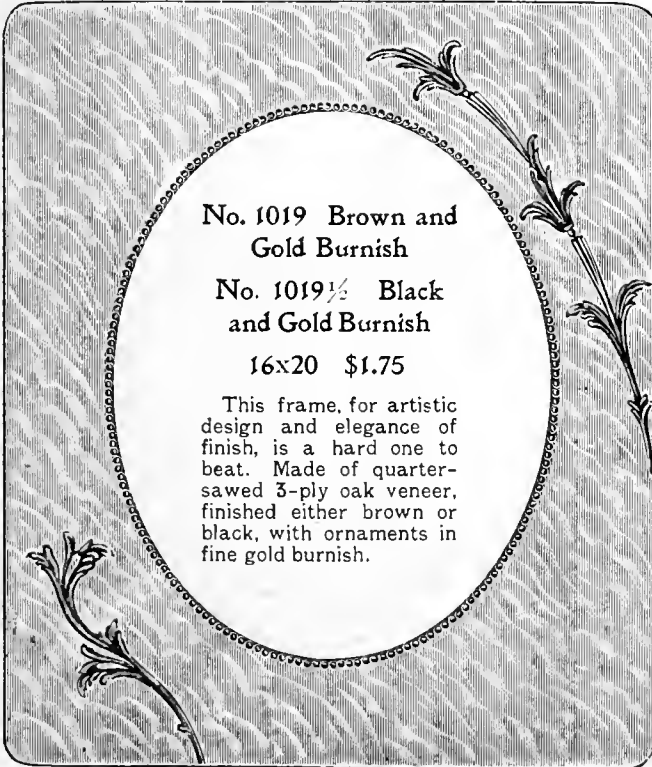 No. 1019 Brown and
Gold Burnish
No. 1019½ Black
and Gold Burnish
16x20 $1.75
This frame, for artistic
design and elegance of
finish, is a hard one to
beat. Made of quarter-
sawed 3-ply oak veneer,
finished either brown or
black, with ornaments in
fine gold burnish.